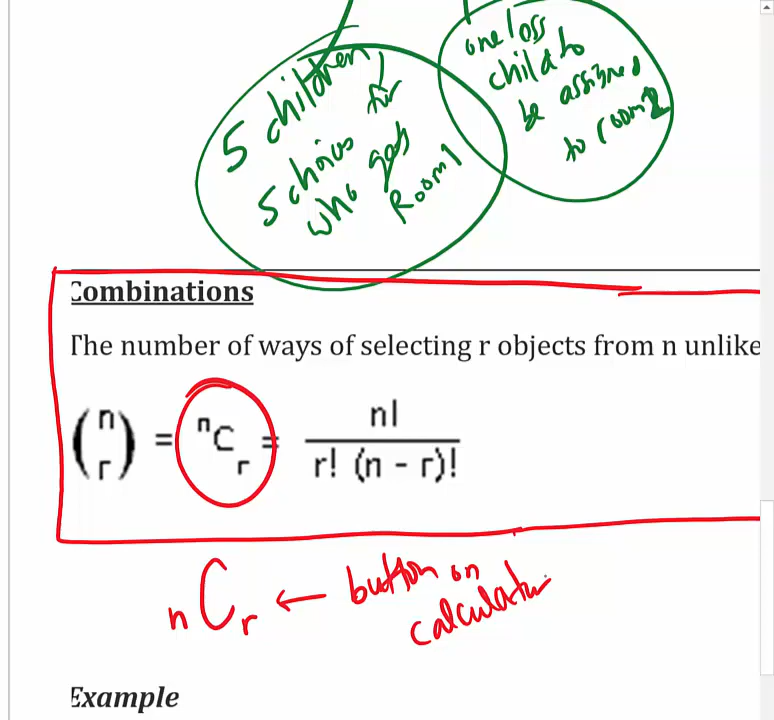 5 children,
5 choices for
who gets
Room 1
one loss
child to
be assigned
to room 2
Combinations
The number of ways of selecting r objects from n unlike
(n r) = nCr = n! / r! (n - r)!
nCr ← button on
calculator
Example